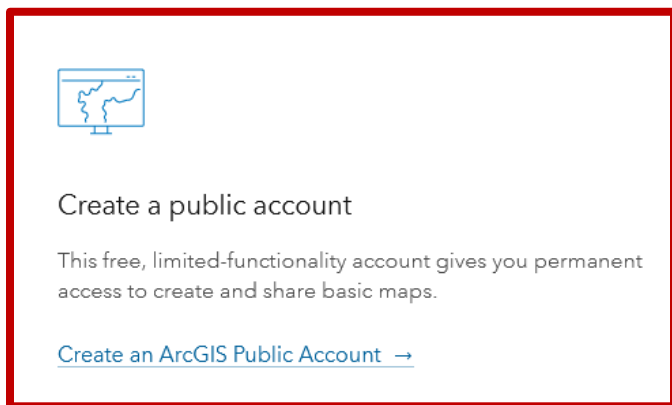 Create a public account
This free, limited-functionality account gives you permanent
access to create and share basic maps.
Create an ArcGIS Public Account →